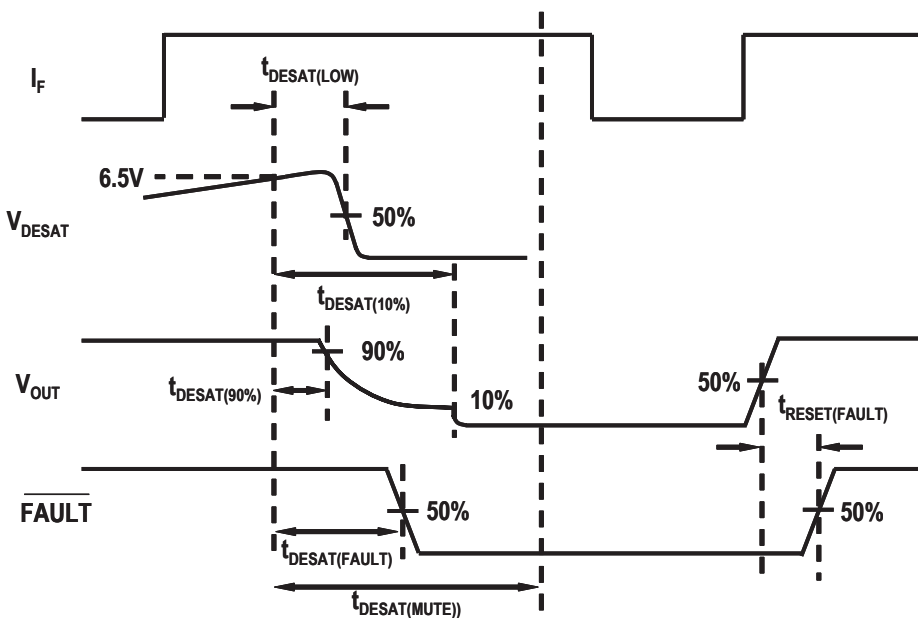 I_F
t_DESAT(LOW)
6.5V
V_DESAT
50%
t_DESAT(10%)
90%
V_OUT
t_DESAT(90%)
10%
50%
t_RESET(FAULT)
FAULT
50%
50%
t_DESAT(FAULT)
t_DESAT(MUTE))